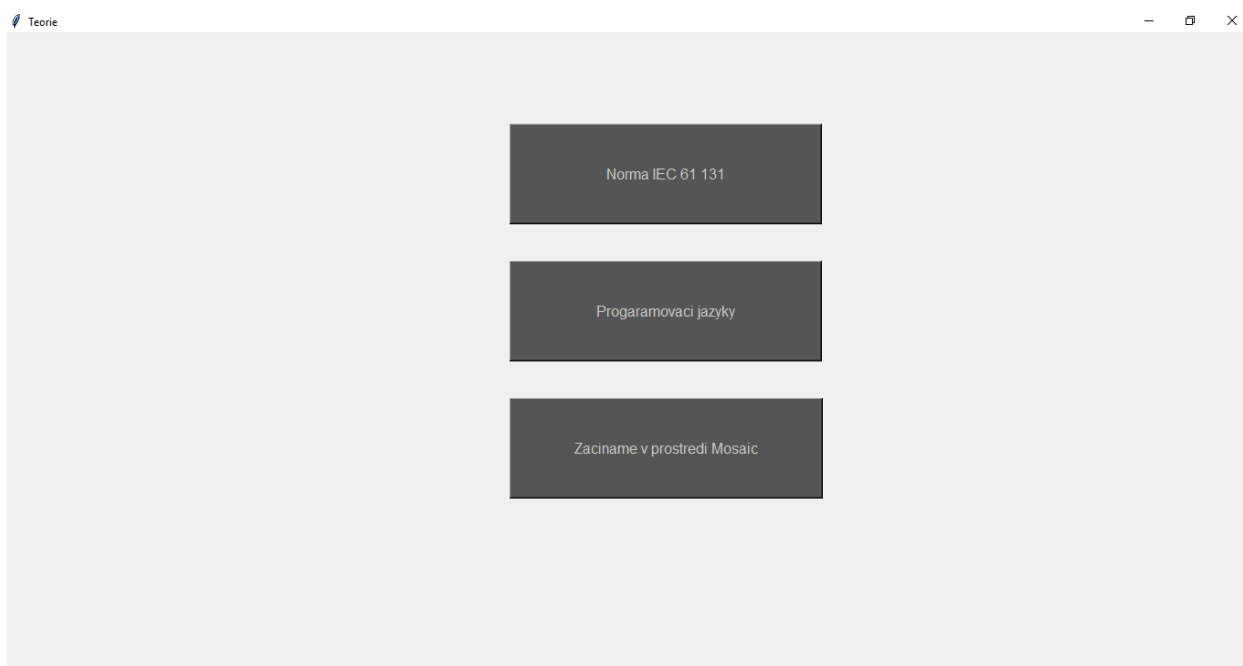 Teorie
Norma IEC 61 131
Progaramovaci jazyky
Zaciname v prostredi Mosaic